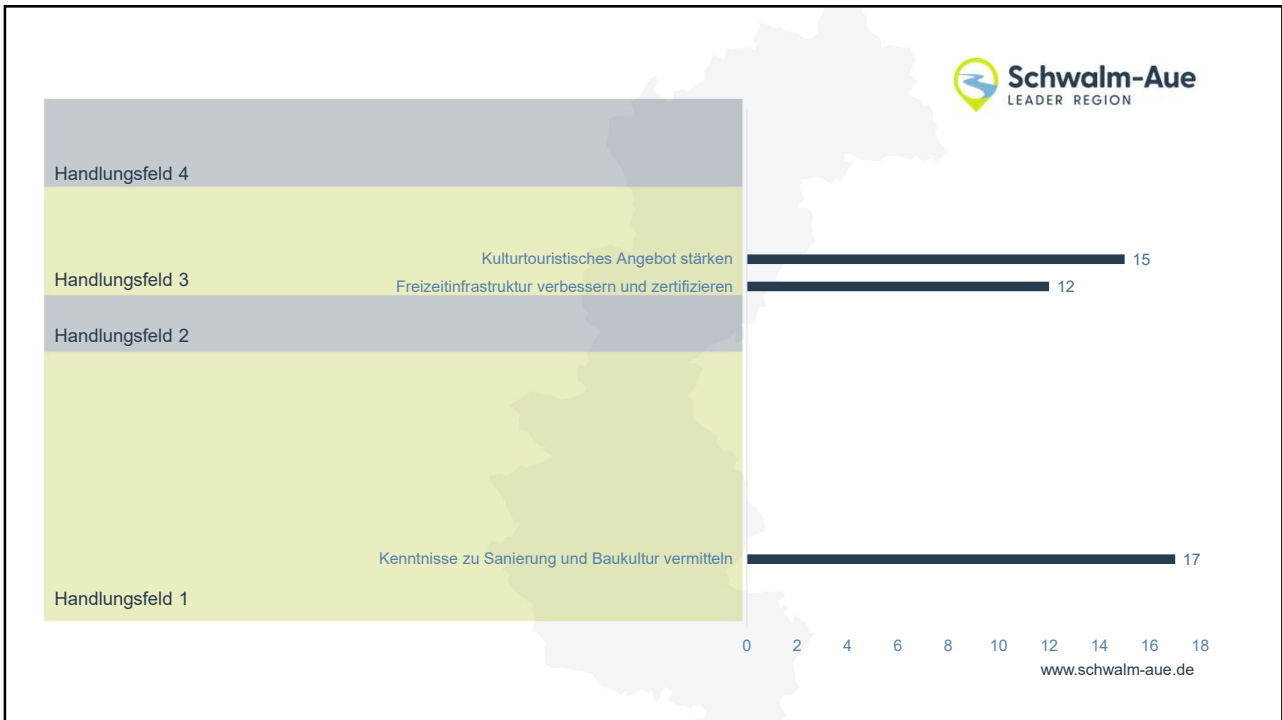 Schwalm-Aue
LEADER REGION
Handlungsfeld 4
Kulturtouristisches Angebot stärken 15
Handlungsfeld 3
Freizeitinfrastruktur verbessern und zertifizieren 12
Handlungsfeld 2
Kenntnisse zu Sanierung und Baukultur vermitteln 17
Handlungsfeld 1
0 2 4 6 8 10 12 14 16 18
www.schwalm-aue.de